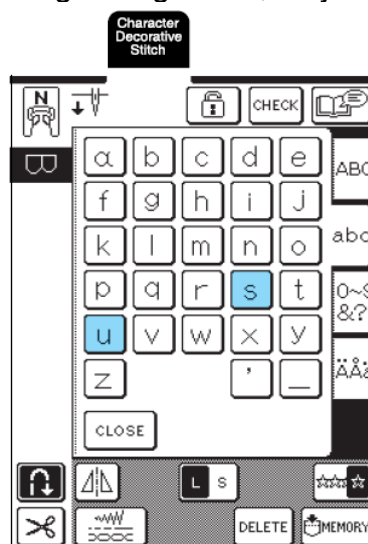 Character
Decorative
Stitch
N
CHECK
a b c d e
ABC
f g h i j
abc
k l m n o
p q r s t
0~9
&?
u v w x y
z ' _
ÄÅ
CLOSE
L S
DELETE
MEMORY